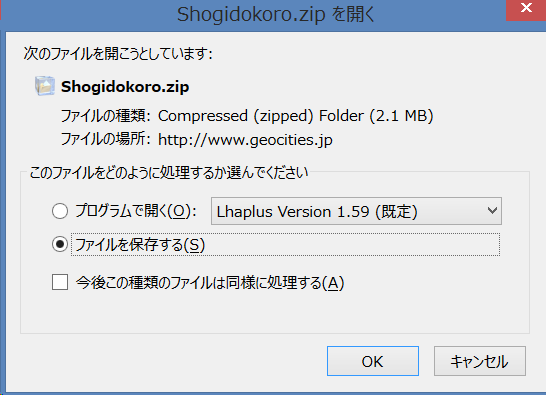 Shogidokoro.zip を開く
次のファイルを開こうとしています:
Shogidokoro.zip
ファイルの種類: Compressed (zipped) Folder (2.1 MB)
ファイルの場所: http://www.geocities.jp
このファイルをどのように処理するか選んでください
プログラムで開く(O): Lhaplus Version 1.59 (既定)
ファイルを保存する(S)
今後この種類のファイルは同様に処理する(A)
OK キャンセル